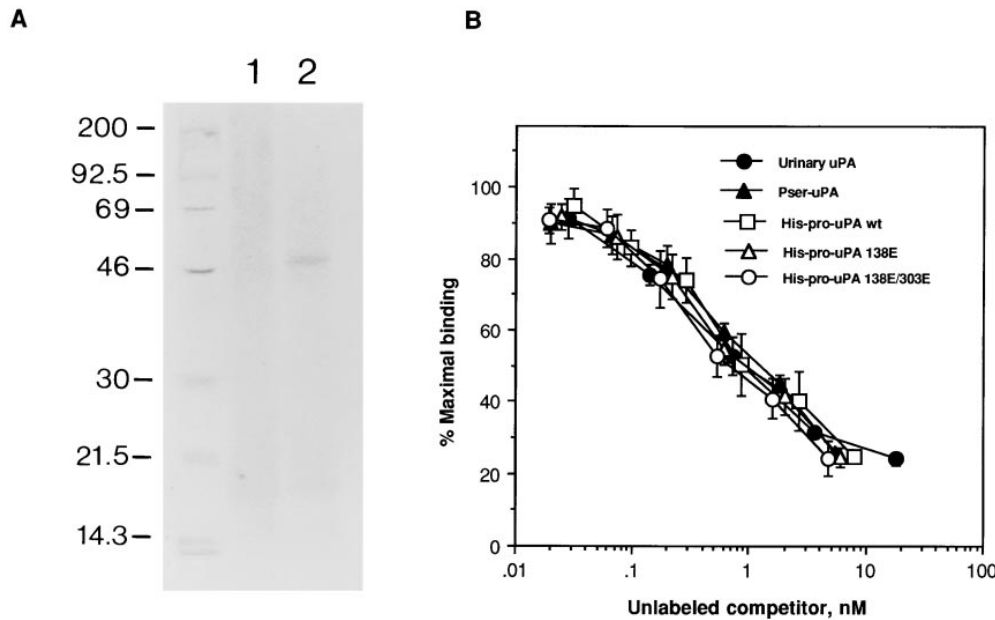 A
1 2
200
92.5
69
46
30
21.5
14.3
B
Urinary uPA
Pser-uPA
His-pro-uPA wt
His-pro-uPA 138E
His-pro-uPA 138E/303E
% Maximal binding
100
80
60
40
20
0
.01 .1 1 10 100
Unlabeled competitor, nM